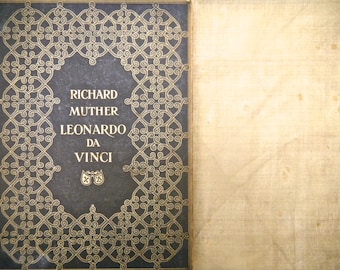 RICHARD
MUTHER
LEONARDO
DA
VINCI